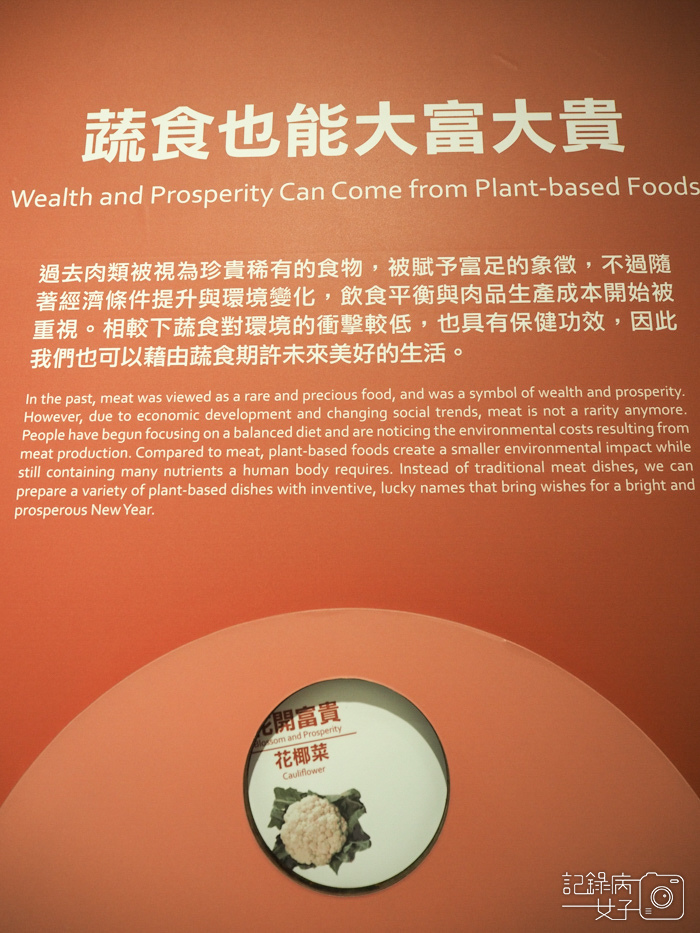 蔬食也能大富大貴
Wealth and Prosperity Can Come from Plant-based Foods
過去肉類被視為珍貴稀有的食物，被賦予富足的象徵，不過隨
著經濟條件提升與環境變化，飲食平衡與肉品生產成本開始被
重視。相較下蔬食對環境的衝擊較低，也具有保健功效，因此
我們也可以藉由蔬食期許未來美好的生活。
In the past, meat was viewed as a rare and precious food, and was a symbol of wealth and prosperity.
However, due to economic development and changing social trends, meat is not a rarity anymore.
People have begun focusing on a balanced diet and are noticing the environmental costs resulting from
meat production. Compared to meat, plant-based foods create a smaller environmental impact while
still containing many nutrients a human body requires. Instead of traditional meat dishes, we can
prepare a variety of plant-based dishes with inventive, lucky names that bring wishes for a bright and
prosperous New Year.
花開富貴
Blossom and Prosperity
花椰菜
Cauliflower
記錄病
女子